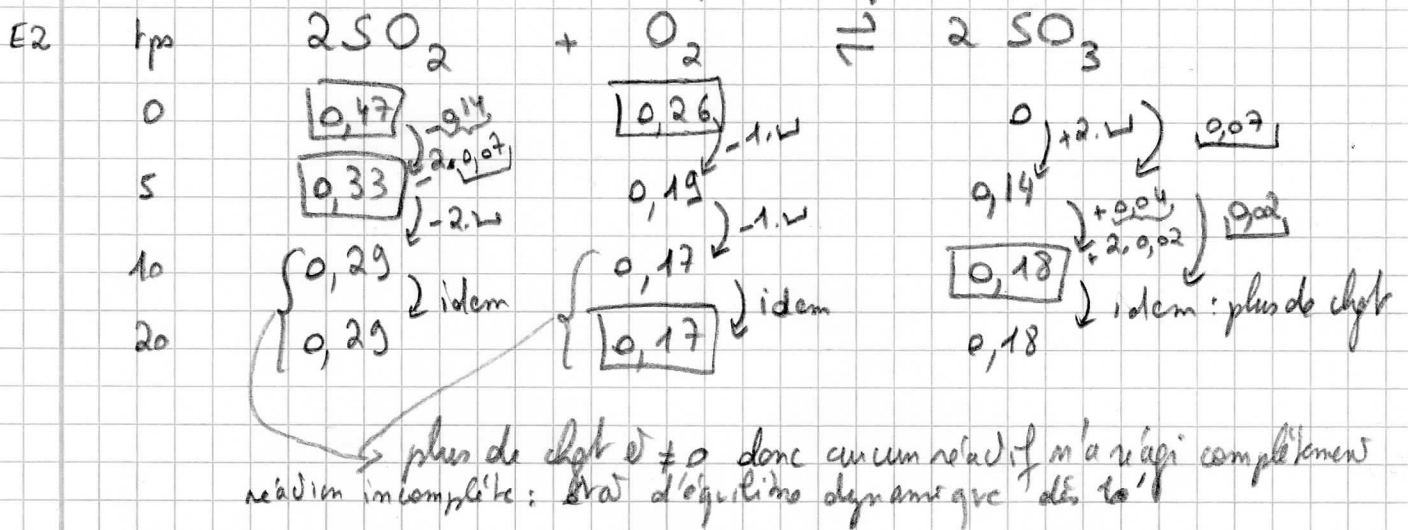 E2 tps 2SO₂ + O₂ ⇌ 2 SO₃
0 0,47 -0,14 0,26 0 0,07
-2.0,07 -1.⌴ +2.⌴
5 0,33 0,19 0,14 +0,04 0,02
-2.⌴ -1.⌴ +2.0,02
10 0,29 0,17 0,18
idem idem idem : plus de chgt
20 0,29 0,17 0,18
plus de chgt et ≠ 0 donc aucun réactif n'a réagi complètement
réaction incomplète : état d'équilibre dynamique dès 10'